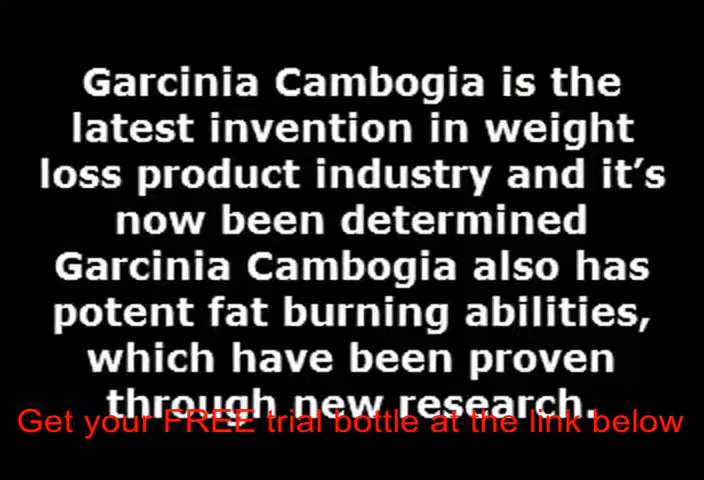 Garcinia Cambogia is the
latest invention in weight
loss product industry and it’s
now been determined
Garcinia Cambogia also has
potent fat burning abilities,
which have been proven
through new research.
Get your FREE trial bottle at the link below